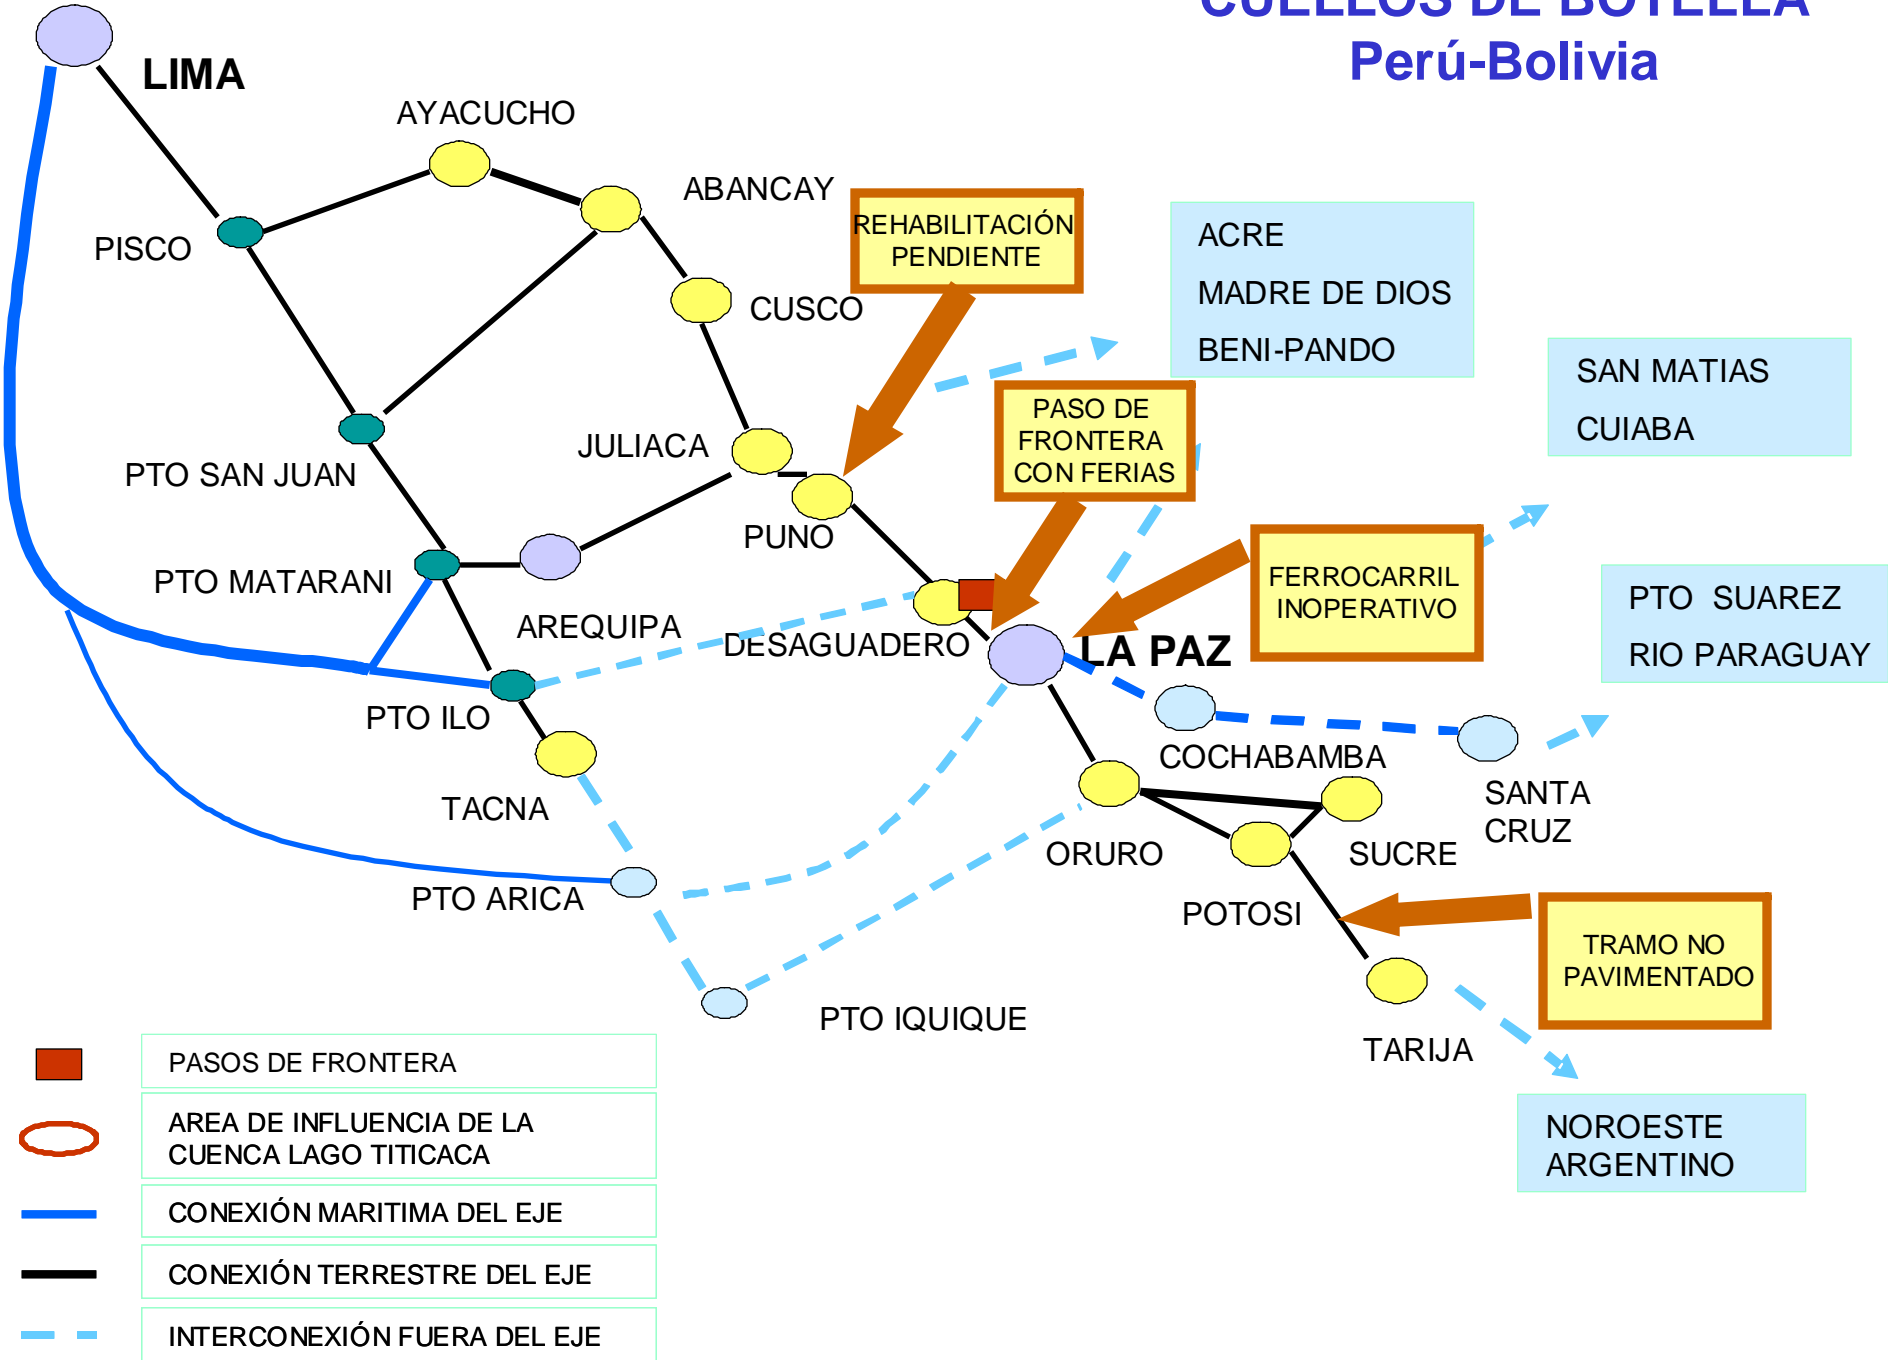 CUELLOS DE BOTELLA
Perú-Bolivia
LIMA
AYACUCHO
ABANCAY
PISCO
REHABILITACIÓN
PENDIENTE
ACRE
MADRE DE DIOS
BENI-PANDO
CUSCO
SAN MATIAS
CUIABA
PASO DE
FRONTERA
CON FERIAS
JULIACA
PTO SAN JUAN
PUNO
PTO MATARANI
FERROCARRIL
INOPERATIVO
PTO SUAREZ
RIO PARAGUAY
AREQUIPA
DESAGUADERO
LA PAZ
PTO ILO
COCHABAMBA
TACNA
SANTA
CRUZ
ORURO
SUCRE
PTO ARICA
POTOSI
TRAMO NO
PAVIMENTADO
PTO IQUIQUE
TARIJA
NOROESTE
ARGENTINO
PASOS DE FRONTERA
AREA DE INFLUENCIA DE LA
CUENCA LAGO TITICACA
CONEXIÓN MARITIMA DEL EJE
CONEXIÓN TERRESTRE DEL EJE
INTERCONEXIÓN FUERA DEL EJE